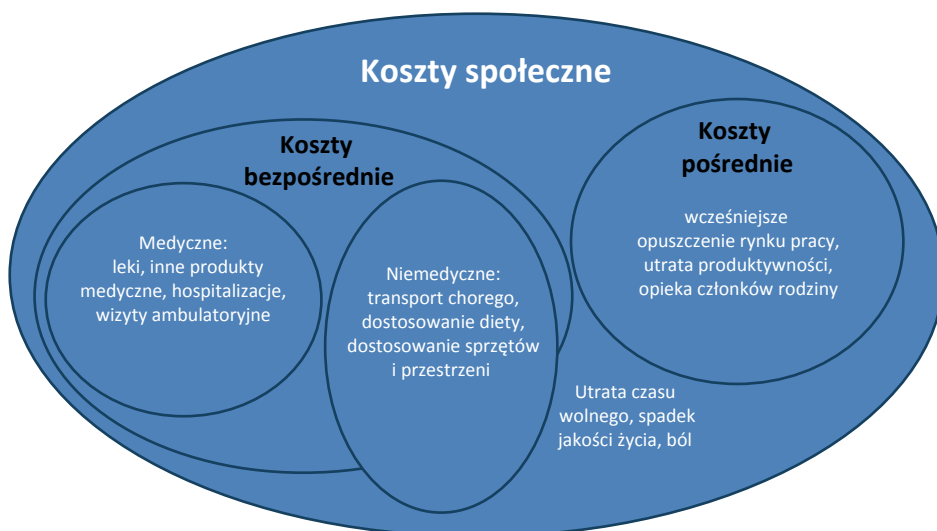 Koszty społeczne
Koszty
bezpośrednie
Medyczne:
leki, inne produkty
medyczne, hospitalizacje,
wizyty ambulatoryjne
Niemedyczne:
transport chorego,
dostosowanie diety,
dostosowanie sprzętów
i przestrzeni
Koszty
pośrednie
wcześniejsze
opuszczenie rynku pracy,
utrata produktywności,
opieka członków rodziny
Utrata czasu
wolnego, spadek
jakości życia, ból